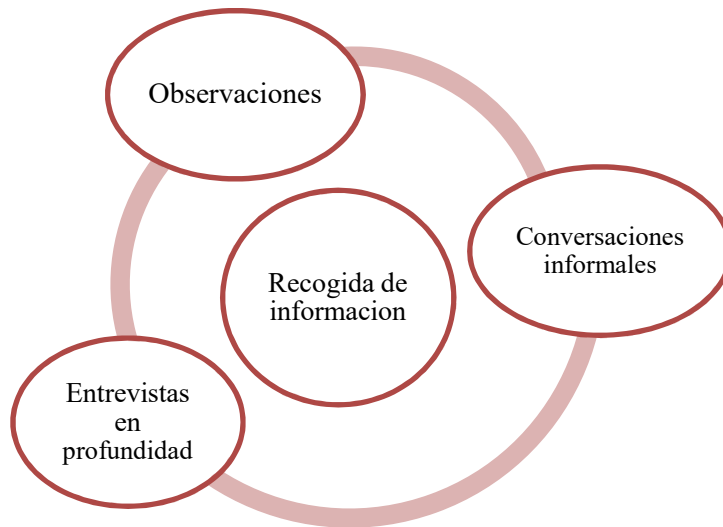 Observaciones
Conversaciones
informales
Recogida de
informacion
Entrevistas
en
profundidad